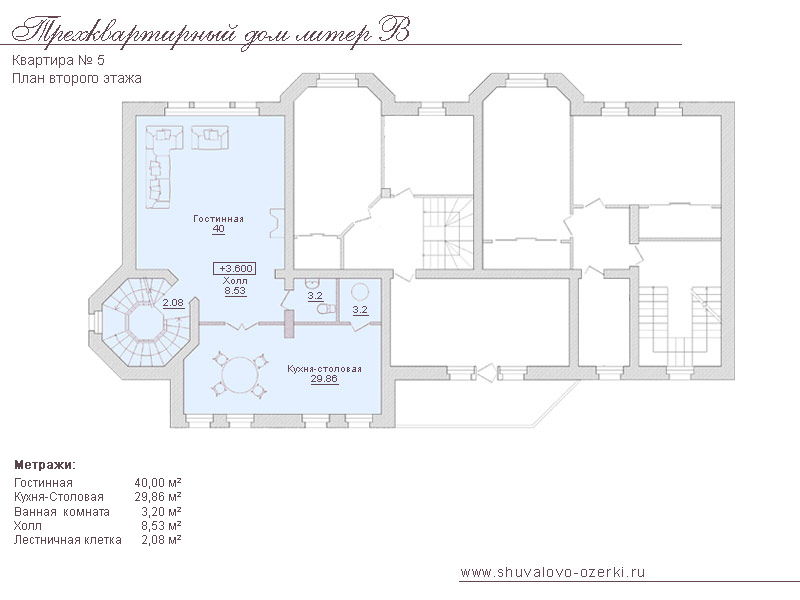 Трехквартирный дом литер В
Квартира № 5
План второго этажа
Гостинная
40
+3.600
Холл
8.53
2.08
3.2
3.2
Кухня-столовая
29.86
Метражи:
Гостинная 40,00 м²
Кухня-Столовая 29,86 м²
Ванная комната 3,20 м²
Холл 8,53 м²
Лестничная клетка 2,08 м²
www.shuvalovo-ozerki.ru